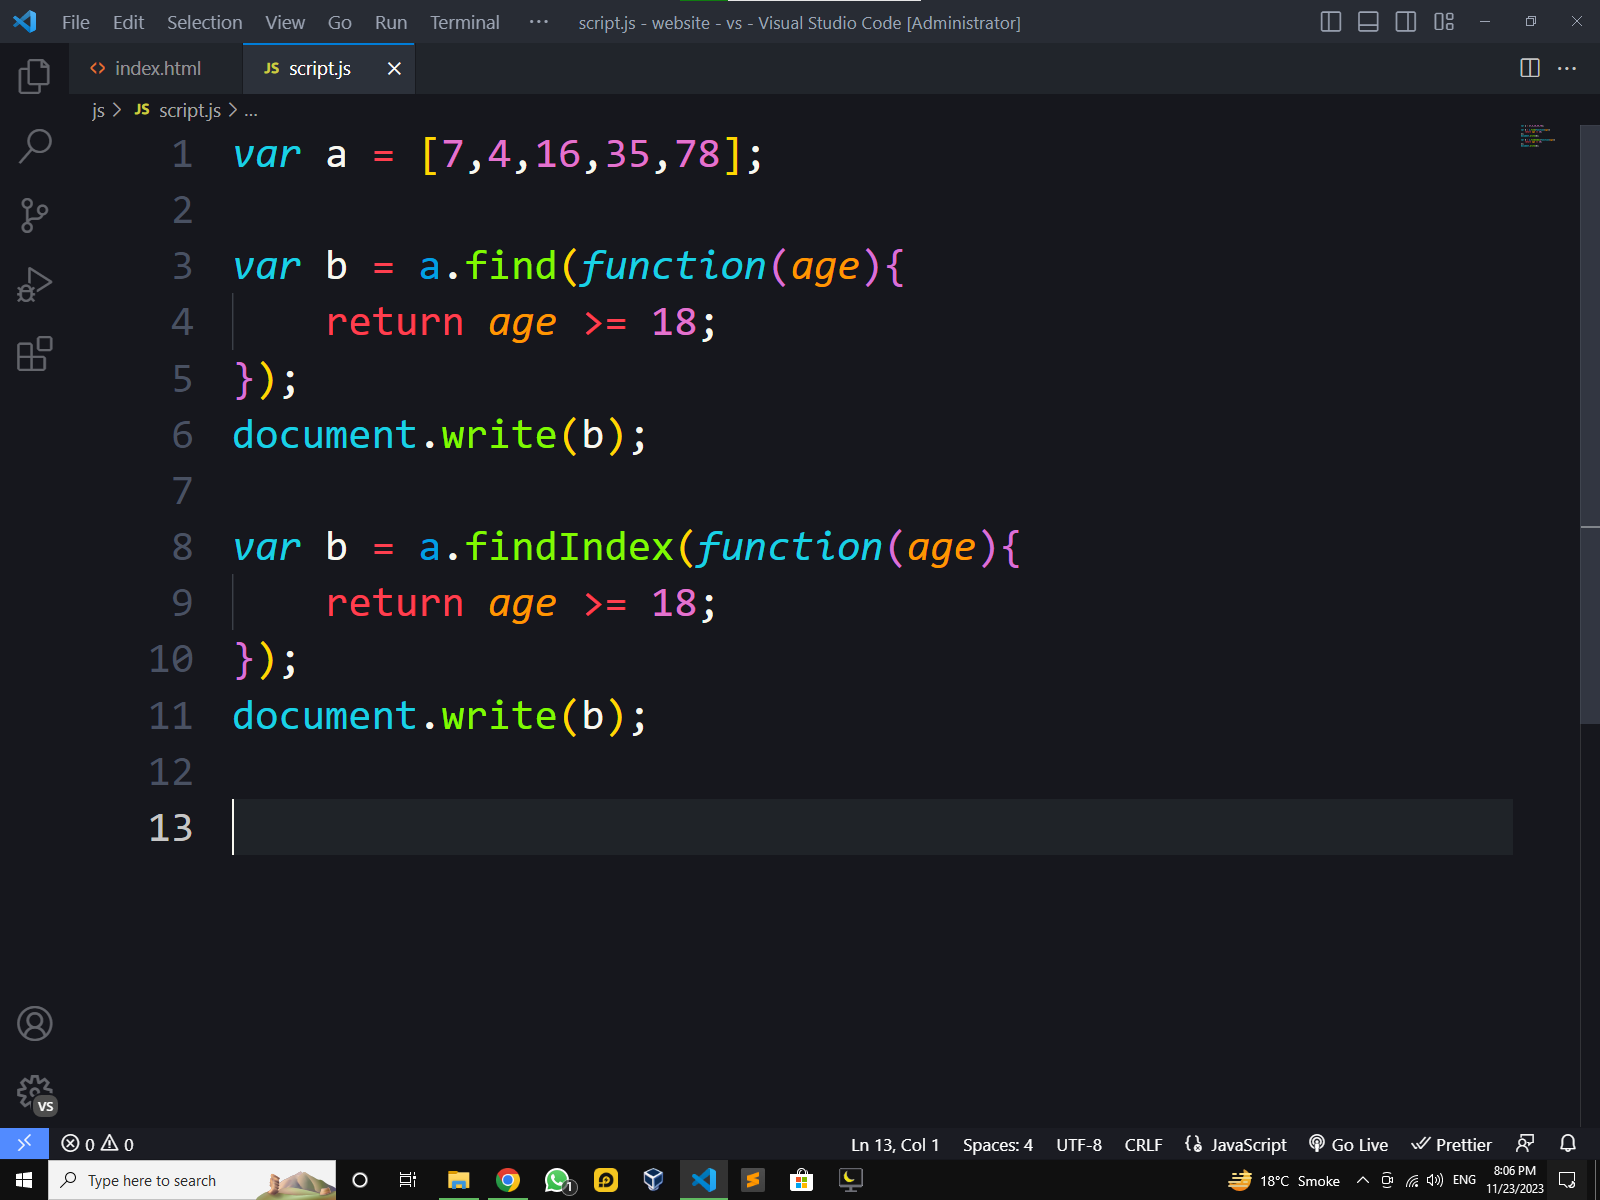 File Edit Selection View Go Run Terminal ··· script.js - website - vs - Visual Studio Code [Administrator]
<> index.html JS script.js
js > JS script.js > ...
1 var a = [7,4,16,35,78];
2
3 var b = a.find(function(age){
4 return age >= 18;
5 });
6 document.write(b);
7
8 var b = a.findIndex(function(age){
9 return age >= 18;
10 });
11 document.write(b);
12
13
VS
0 0 Ln 13, Col 1 Spaces: 4 UTF-8 CRLF {} JavaScript Go Live Prettier
Type here to search 1 18°C Smoke ENG 8:06 PM
11/23/2023